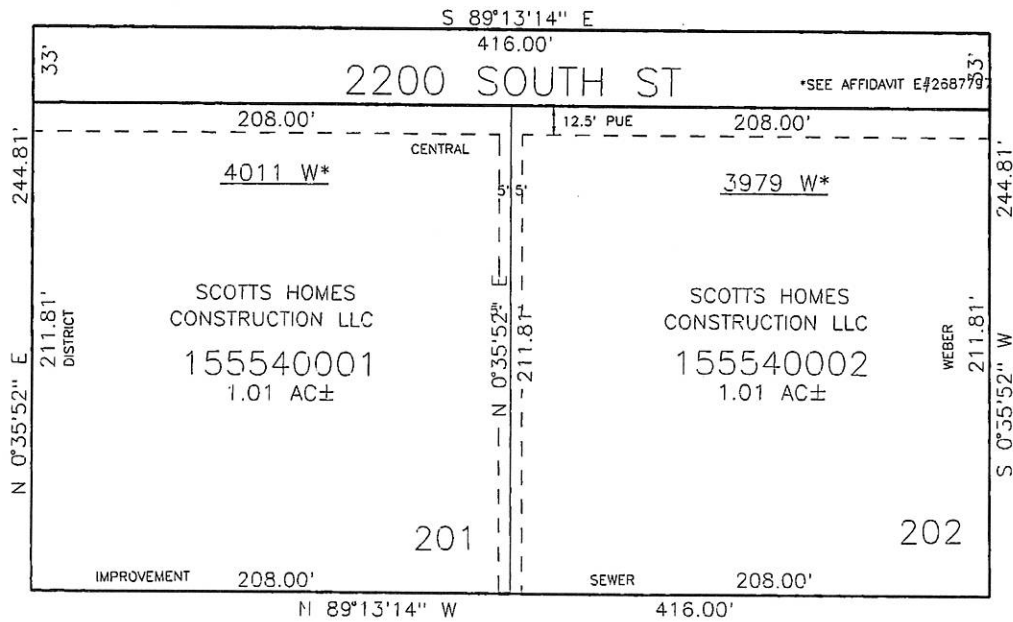 S 89°13'14" E
416.00'
33'
2200 SOUTH ST
*SEE AFFIDAVIT E#2687797
33'
208.00'
12.5' PUE
208.00'
CENTRAL
244.81'
4011 W*
5' 5'
3979 W*
244.81'
SCOTTS HOMES
CONSTRUCTION LLC
155540001
1.01 AC±
SCOTTS HOMES
CONSTRUCTION LLC
155540002
1.01 AC±
211.81'
DISTRICT
N 0°35'52" E
N 0°35'52" E
211.81'
WEBER
211.81'
S 0°35'52" W
201
202
IMPROVEMENT
208.00'
SEWER
208.00'
N 89°13'14" W
416.00'